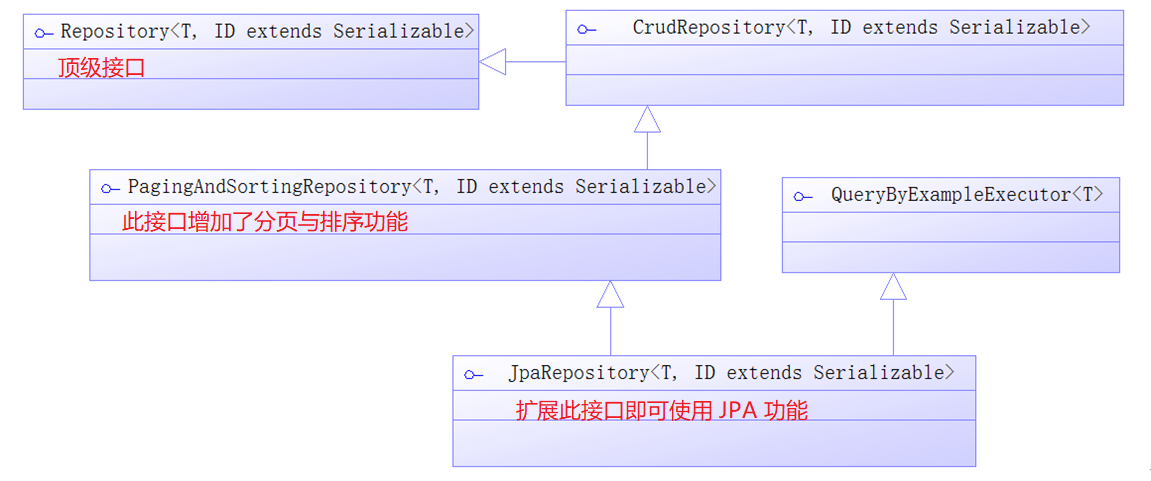 Repository<T, ID extends Serializable>
顶级接口
CrudRepository<T, ID extends Serializable>
PagingAndSortingRepository<T, ID extends Serializable>
此接口增加了分页与排序功能
QueryByExampleExecutor<T>
JpaRepository<T, ID extends Serializable>
扩展此接口即可使用 JPA 功能